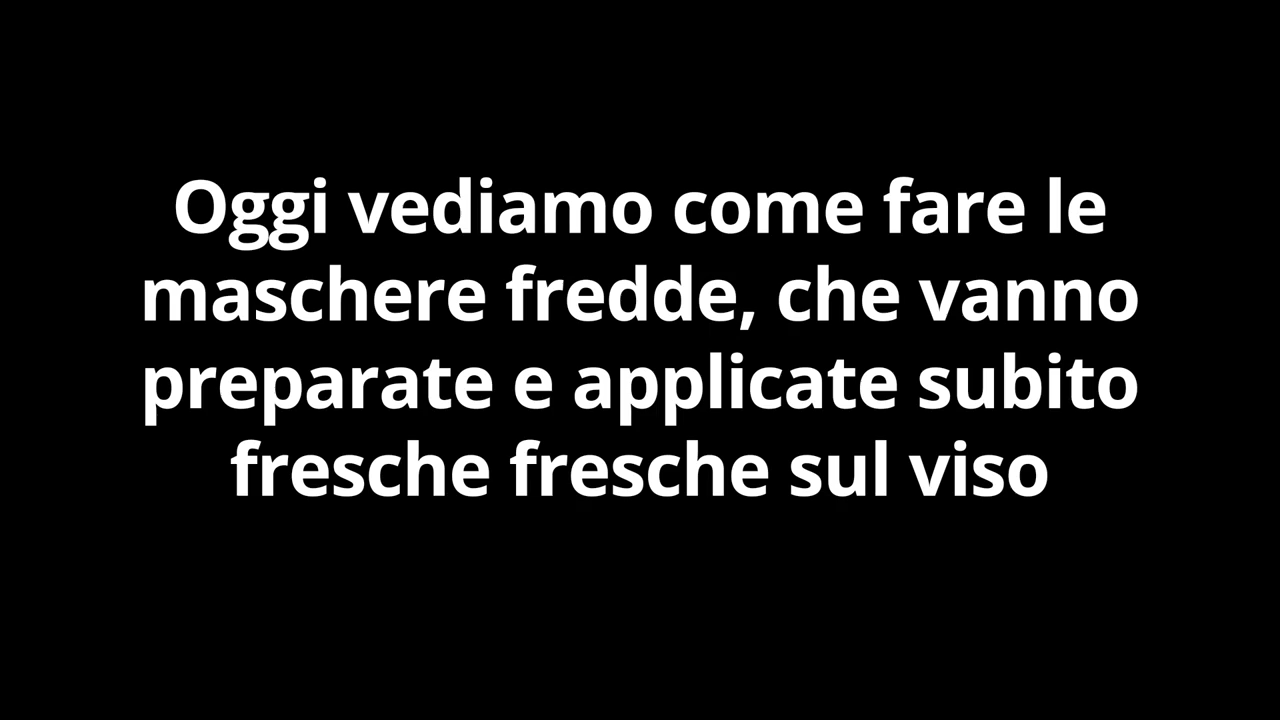 Oggi vediamo come fare le
maschere fredde, che vanno
preparate e applicate subito
fresche fresche sul viso